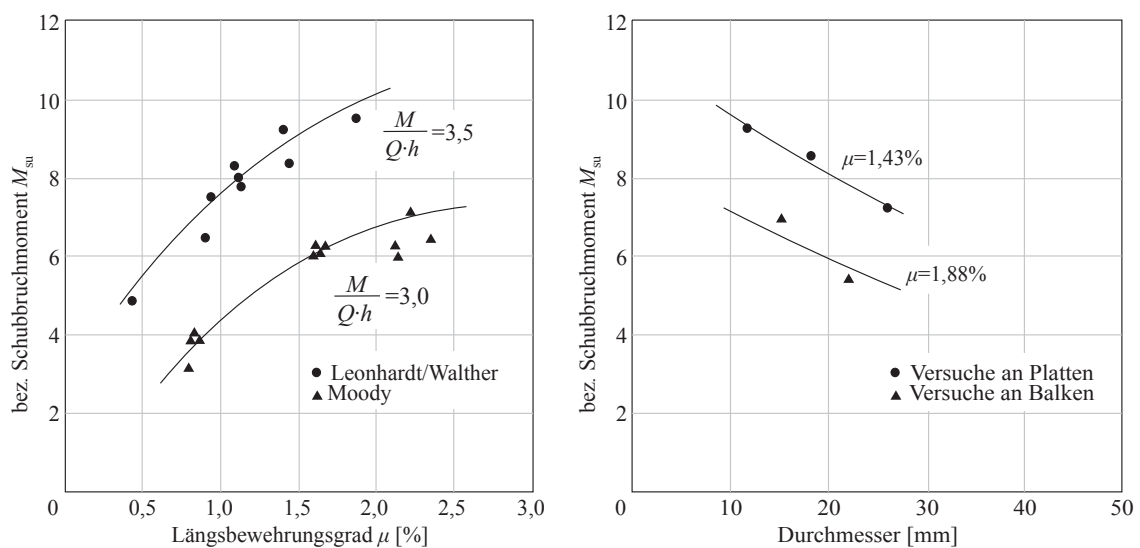 12
10
8
6
4
2
0
0,5
1,0
1,5
2,0
2,5
3,0
bez. Schubbruchmoment M_su
Längsbewehrungsgrad μ [%]
M
Q·h =3,5
M
Q·h =3,0
Leonhardt/Walther
Moody
12
10
8
6
4
2
0
10
20
30
40
50
bez. Schubbruchmoment M_su
Durchmesser [mm]
μ=1,43%
μ=1,88%
Versuche an Platten
Versuche an Balken